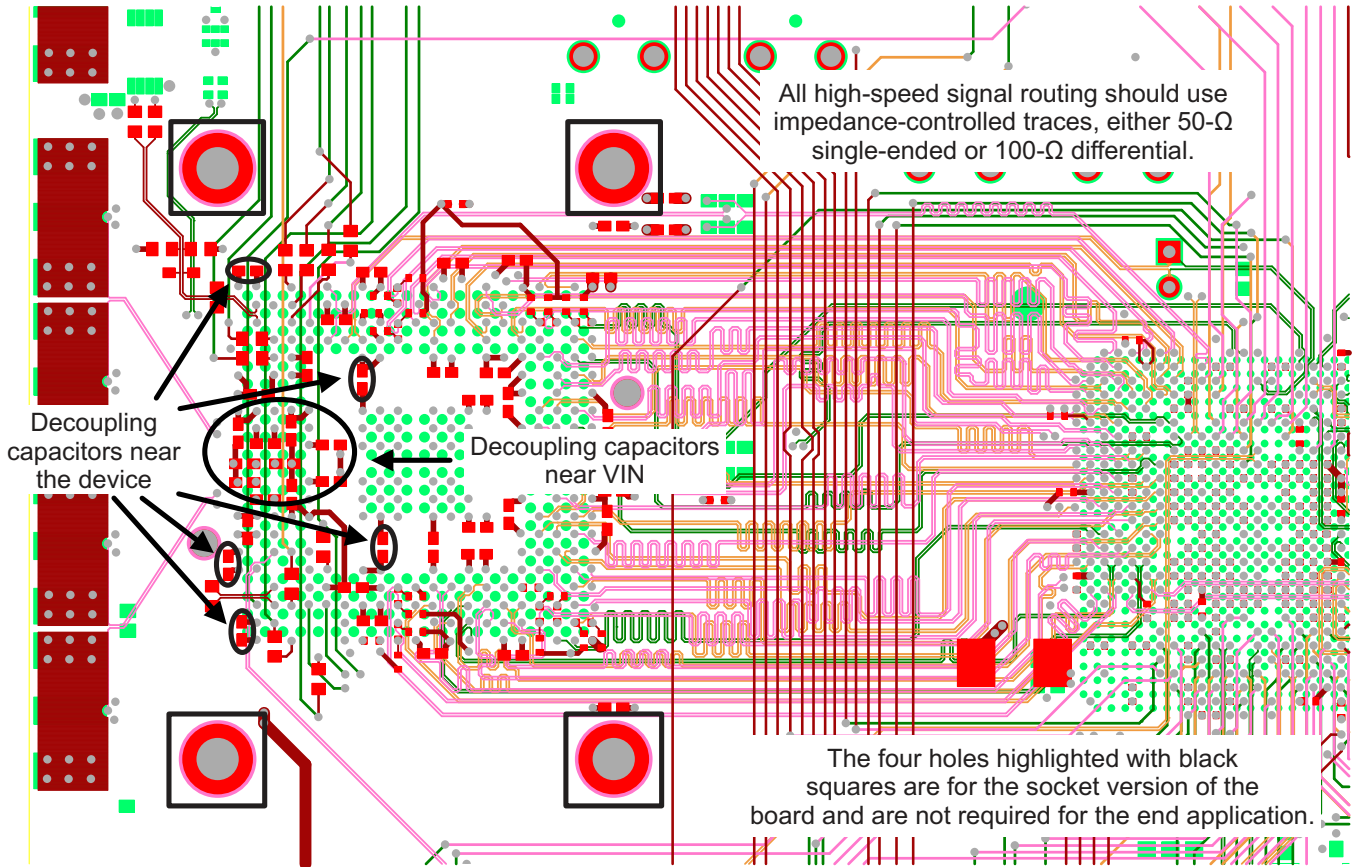 All high-speed signal routing should use
impedance-controlled traces, either 50-Ω
single-ended or 100-Ω differential.
Decoupling
capacitors near
the device
Decoupling capacitors
near VIN
The four holes highlighted with black
squares are for the socket version of the
board and are not required for the end application.